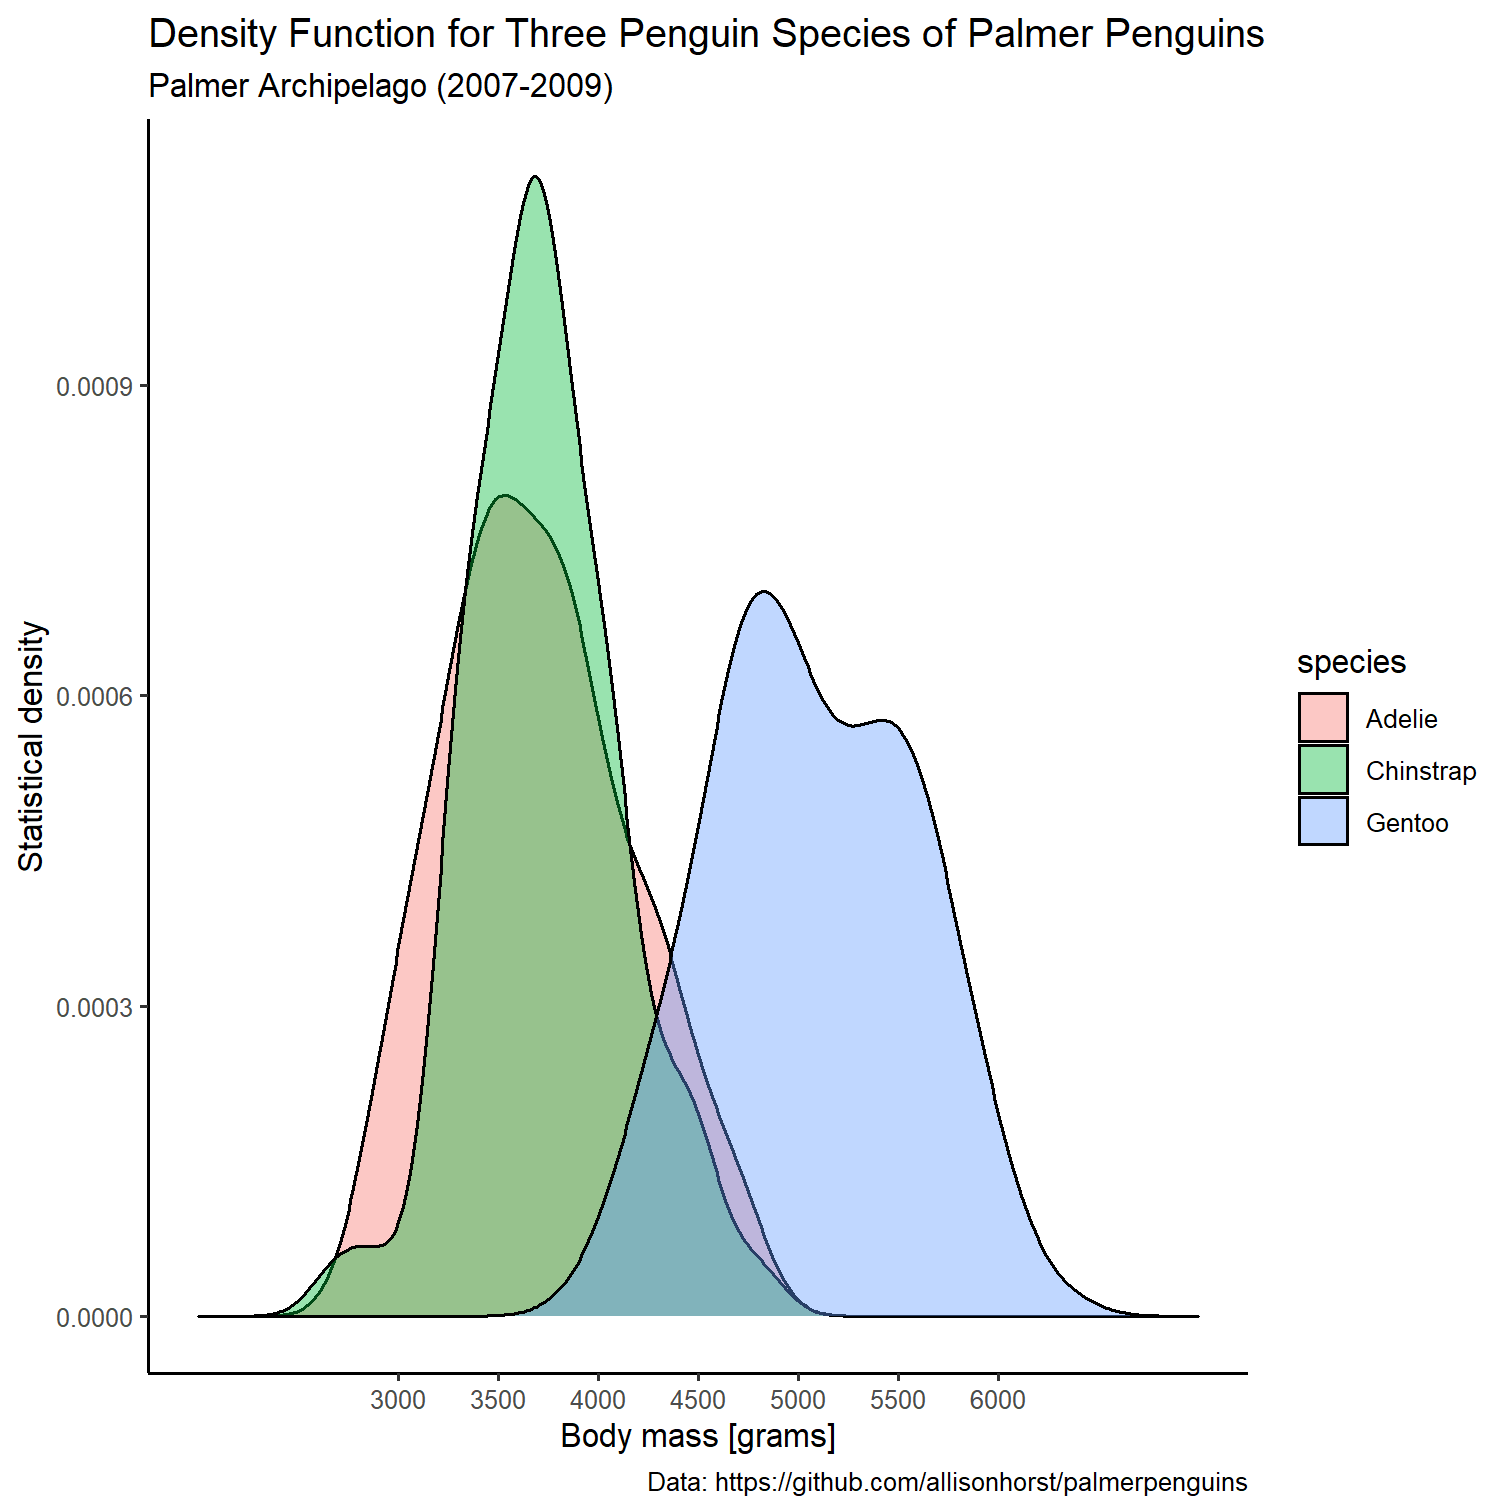 Density Function for Three Penguin Species of Palmer Penguins
Palmer Archipelago (2007-2009)
Statistical density
0.0009
0.0006
0.0003
0.0000
3000 3500 4000 4500 5000 5500 6000
Body mass [grams]
species
Adelie
Chinstrap
Gentoo
Data: https://github.com/allisonhorst/palmerpenguins